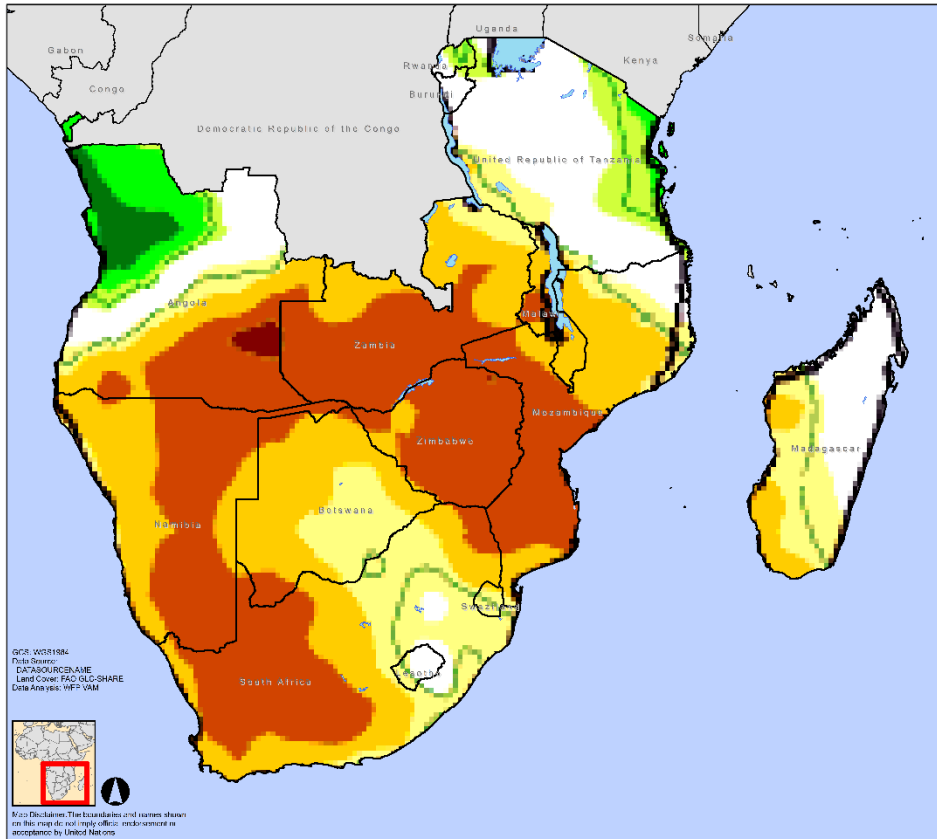 Uganda
Somalia
Gabon
Kenya
Rwanda
Congo
Burundi
Democratic Republic of the Congo
United Republic of Tanzania
Angola
Malawi
Zambia
Mozambique
Zimbabwe
Madagascar
Botswana
Namibia
Swaziland
Lesotho
South Africa
GCS: WGS1984
Data Source:
DATASOURCENAME
Land Cover: FAO GLC-SHARE
Data Analysis: WFP VAM
Map Disclaimer: The boundaries and names shown
on this map do not imply official endorsement or
acceptance by United Nations